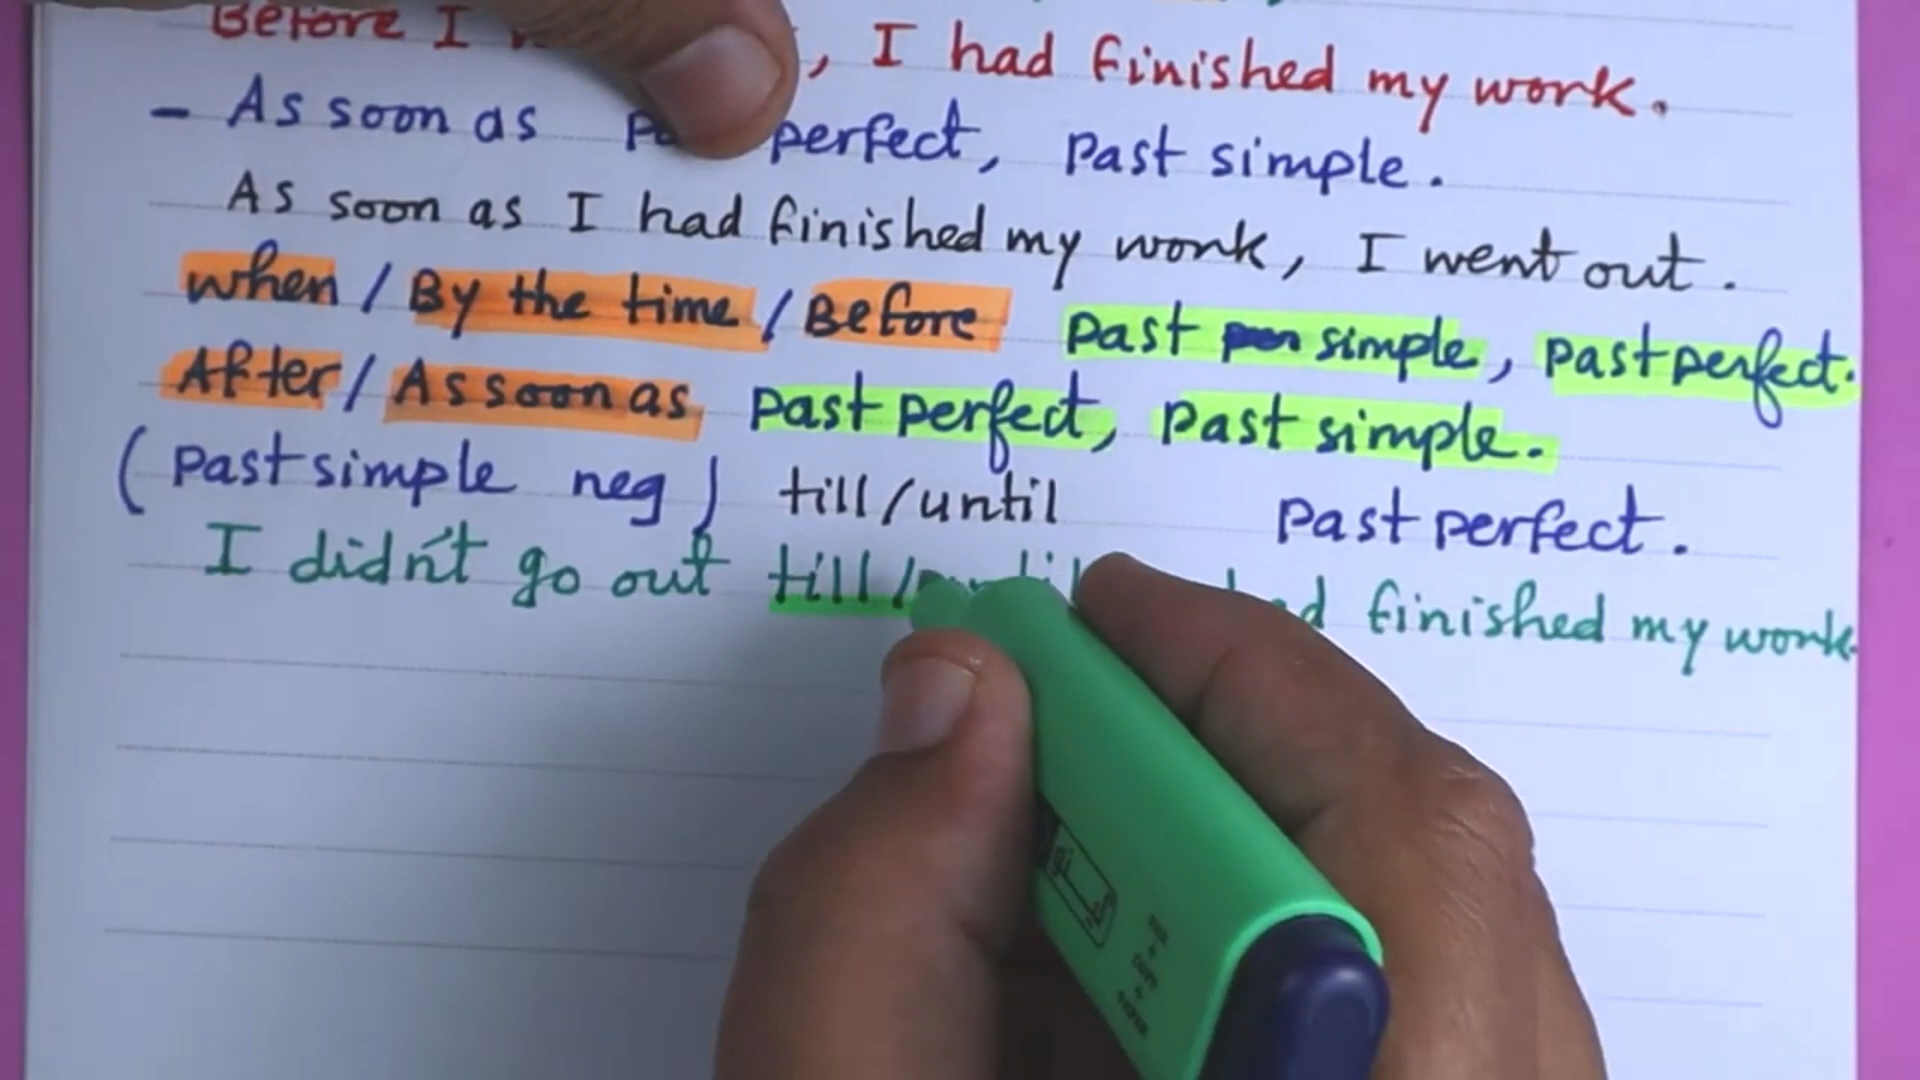 Before I , I had finished my work.
- As soon as perfect, Past simple.
As soon as I had finished my work, I went out.
when / By the time / Before Past simple, Past perfect.
After / As soon as Past perfect, Past simple.
(Past simple neg) till/until Past perfect.
I didn't go out till/until had finished my work.